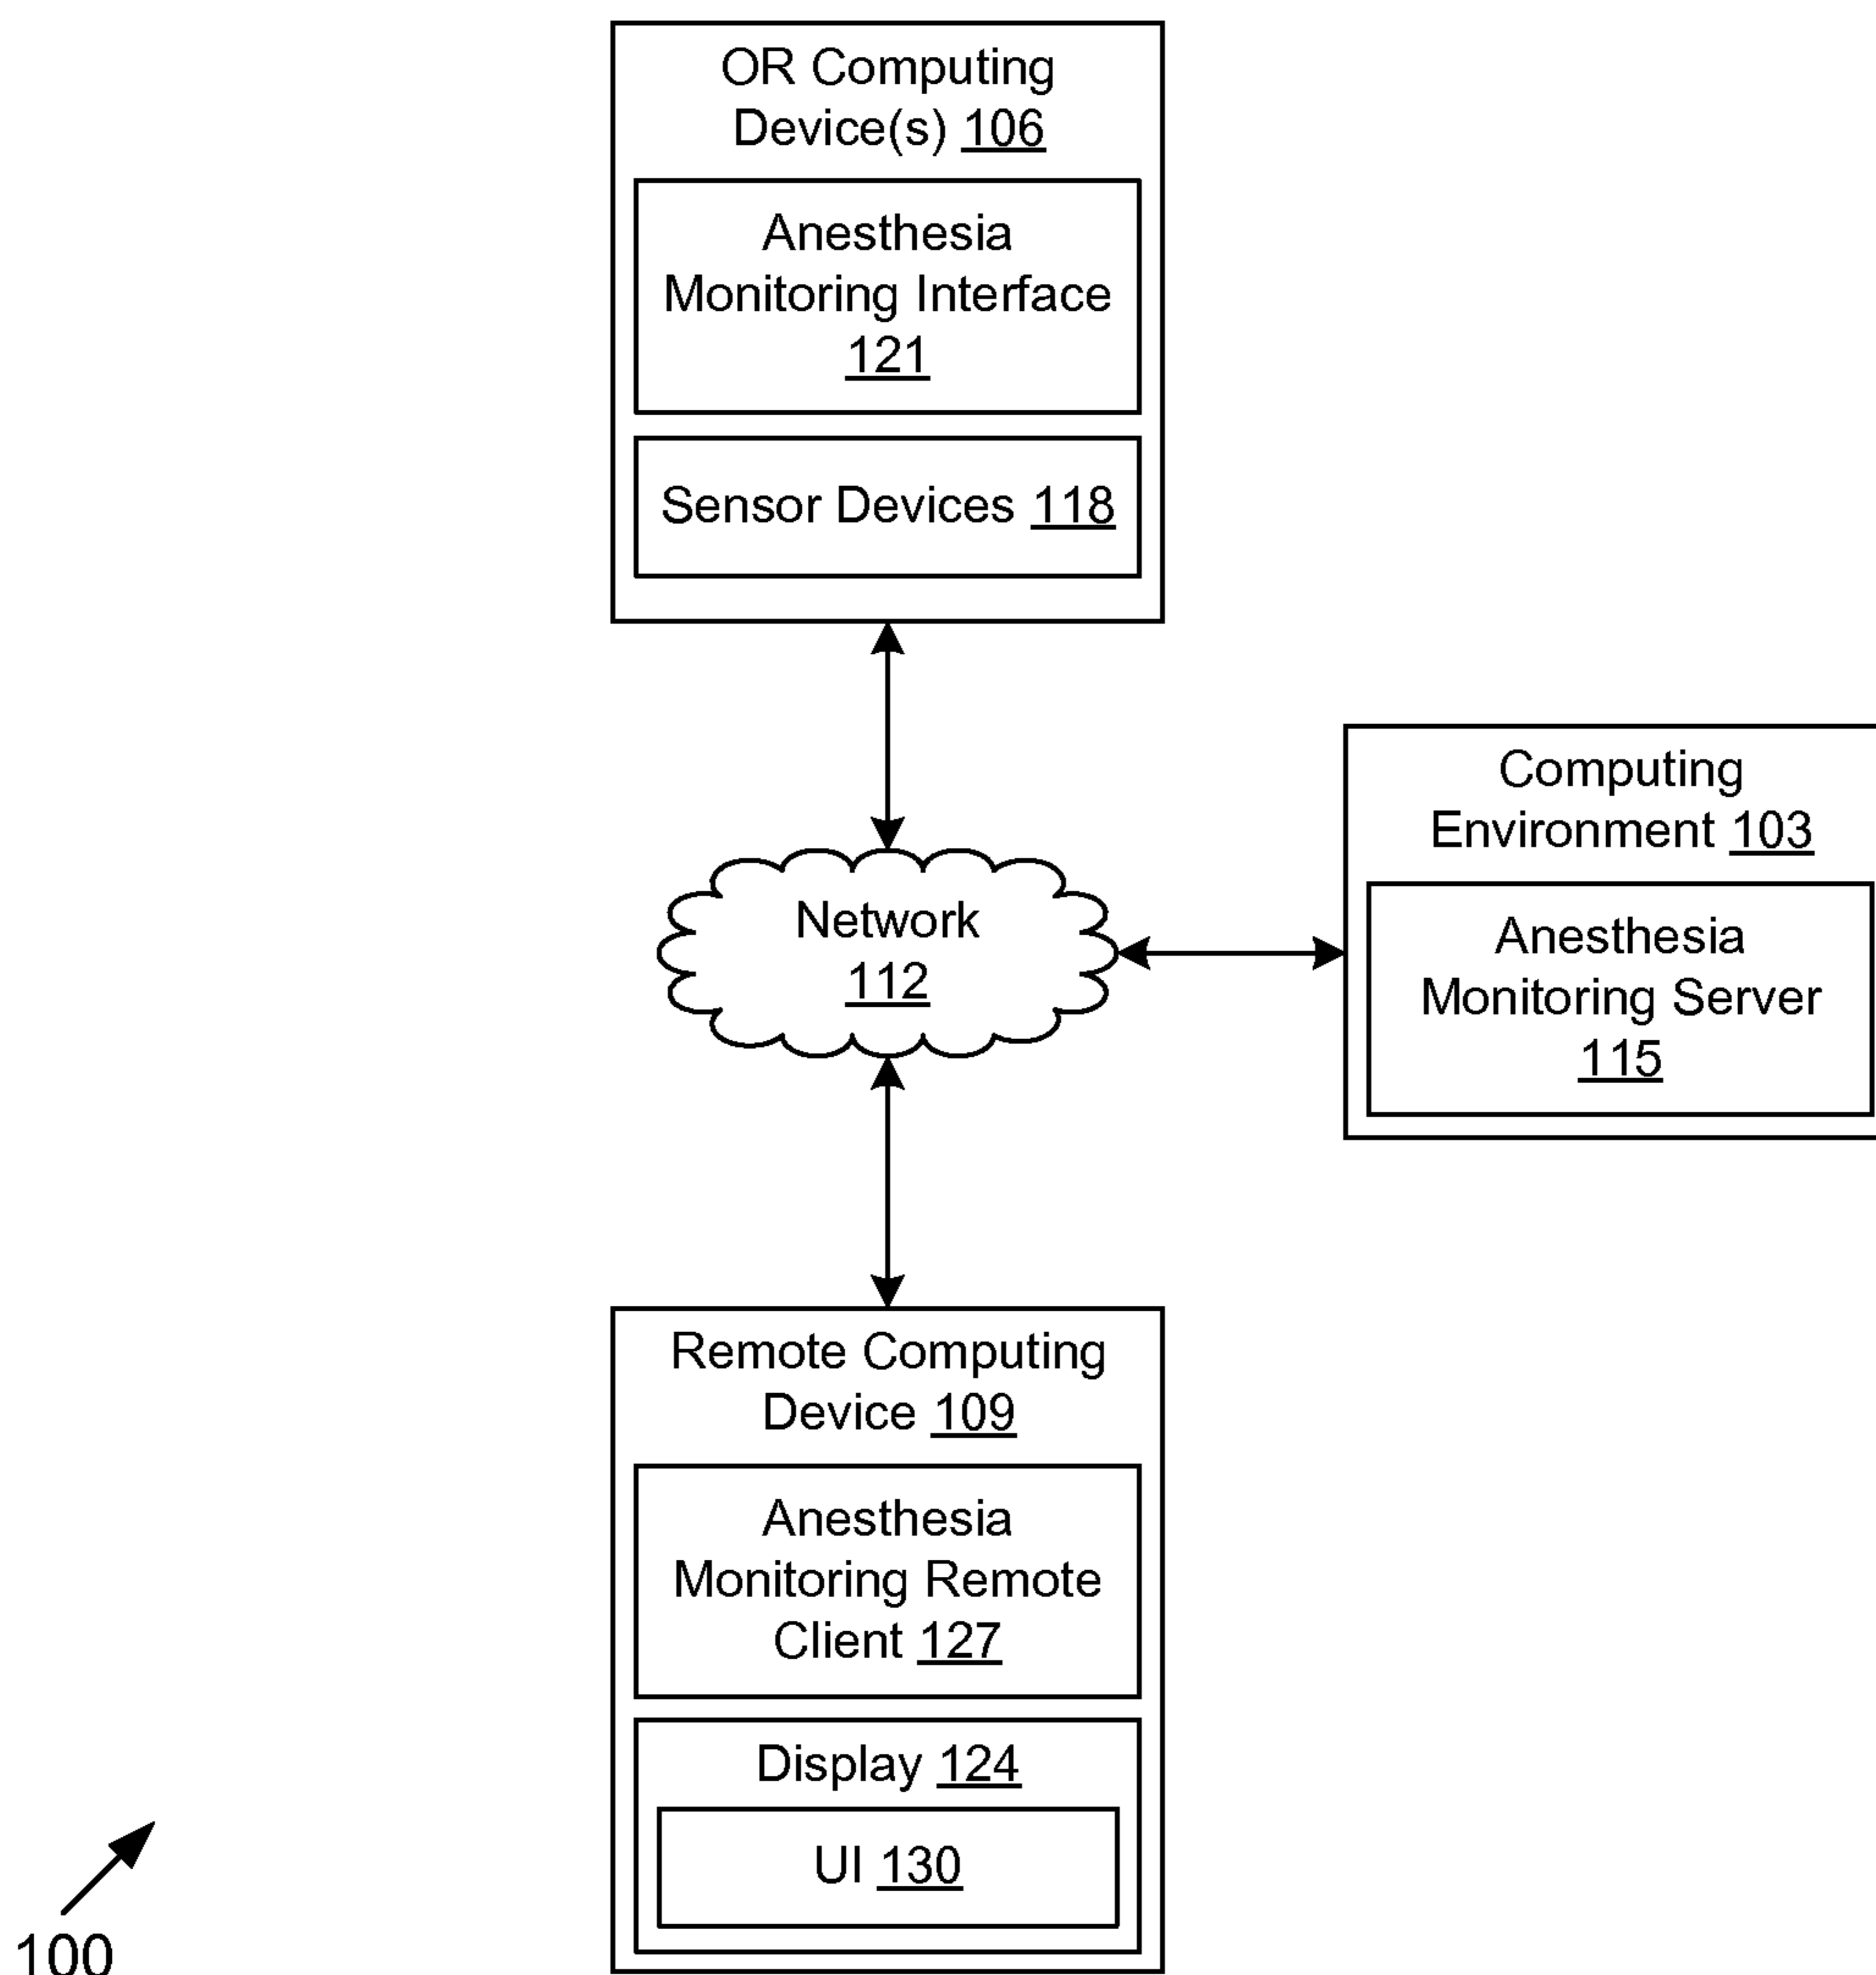 OR Computing
Device(s) 106
Anesthesia
Monitoring Interface
121
Sensor Devices 118
Network
112
Computing
Environment 103
Anesthesia
Monitoring Server
115
Remote Computing
Device 109
Anesthesia
Monitoring Remote
Client 127
Display 124
UI 130
100